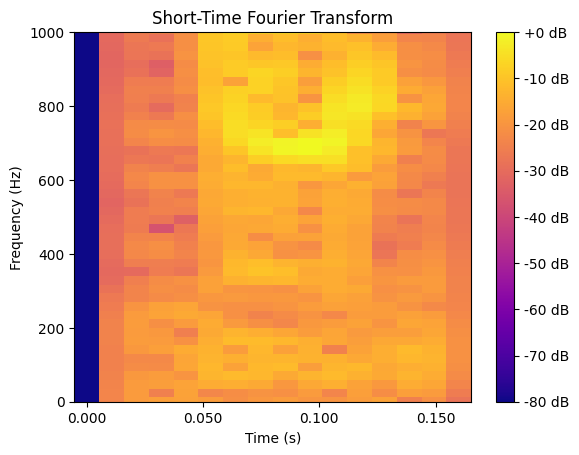 Short-Time Fourier Transform
1000
800
600
400
200
0
Frequency (Hz)
0.000
0.050
0.100
0.150
Time (s)
+0 dB
-10 dB
-20 dB
-30 dB
-40 dB
-50 dB
-60 dB
-70 dB
-80 dB